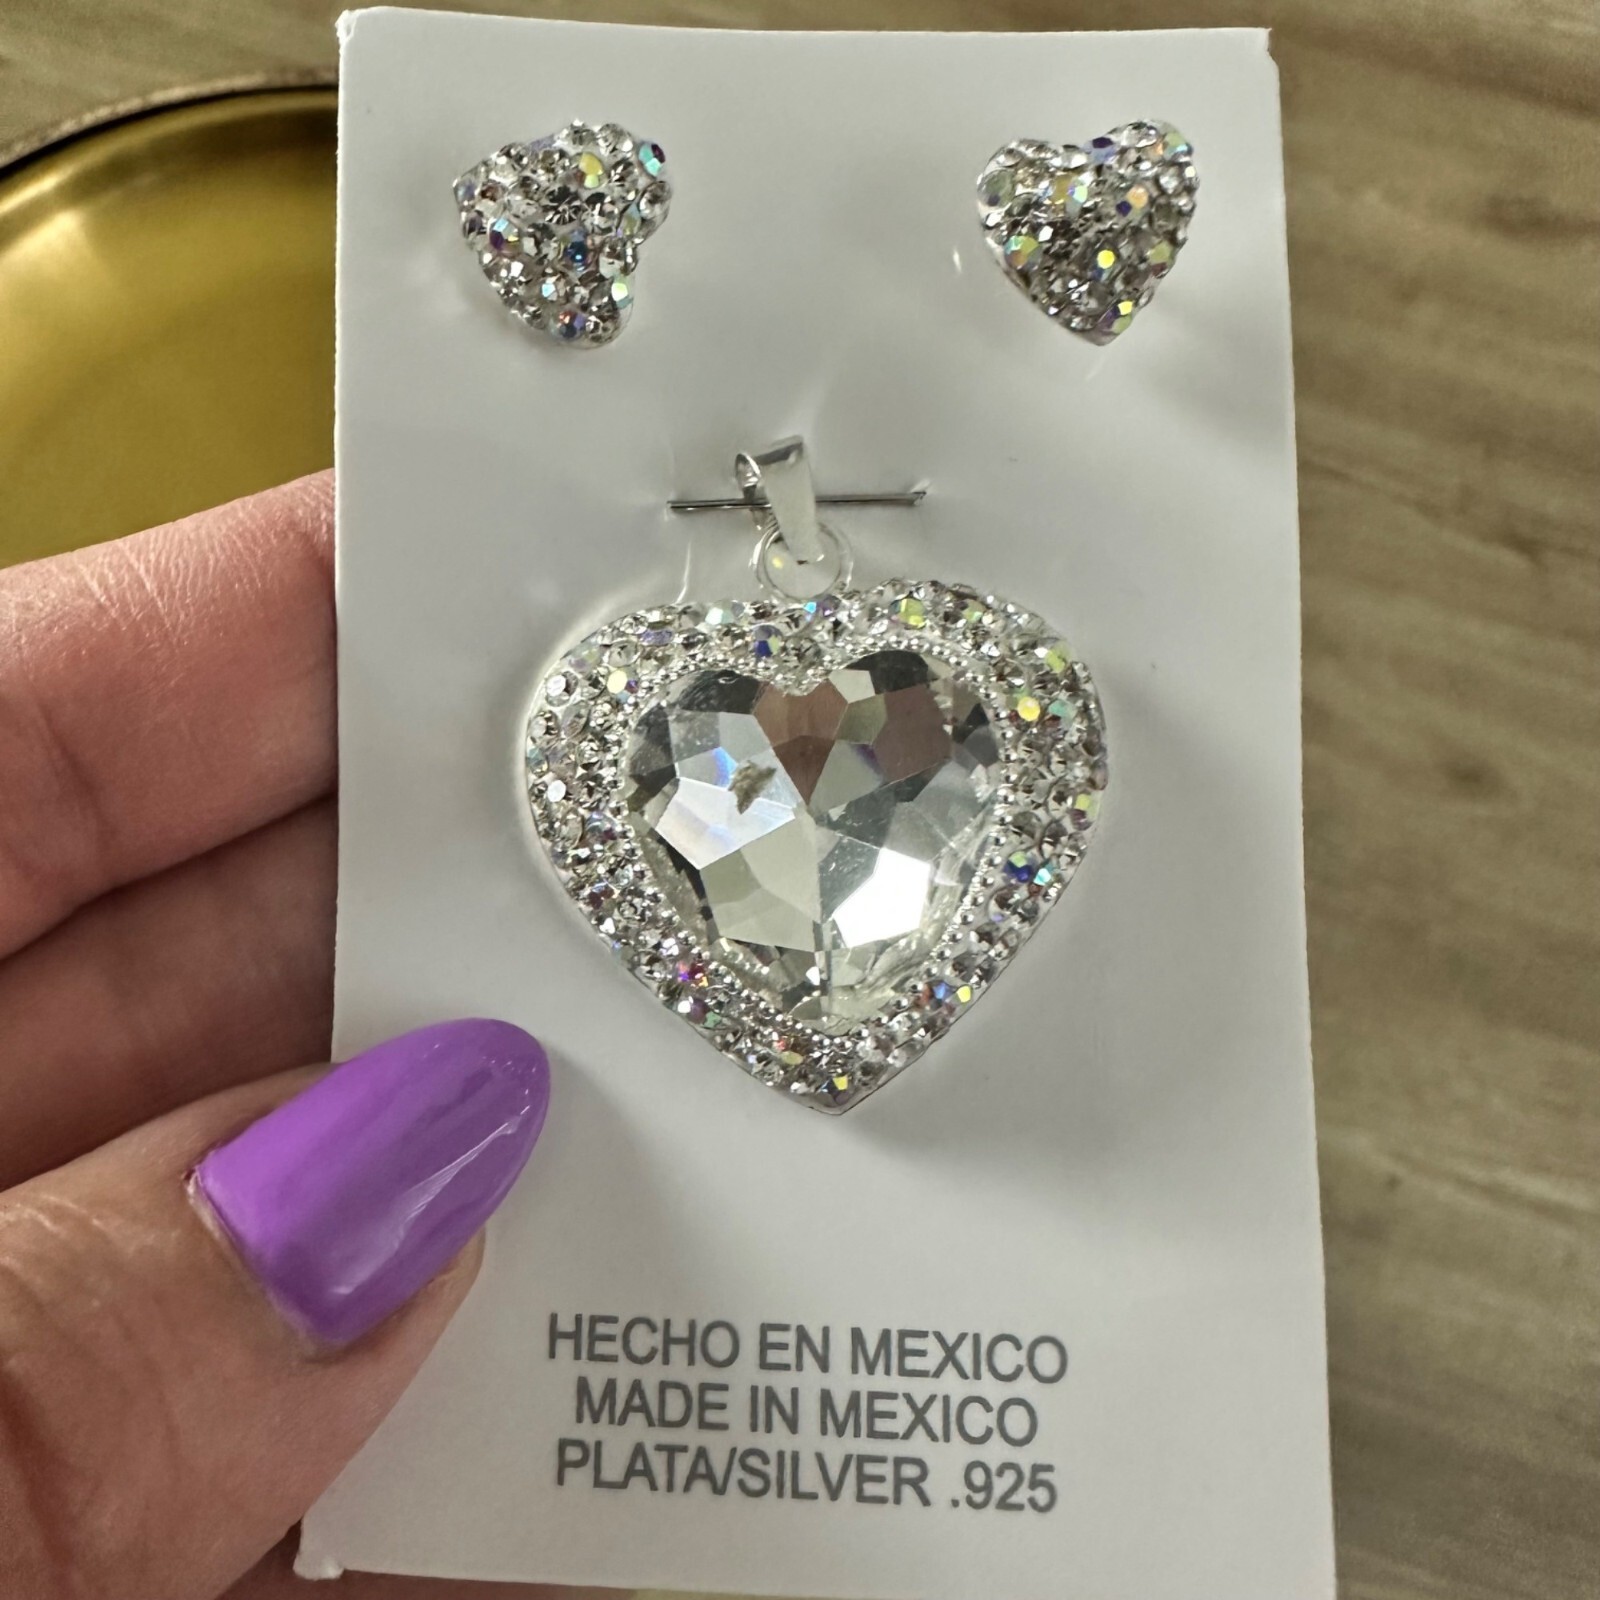 HECHO EN MEXICO
MADE IN MEXICO
PLATA/SILVER .925